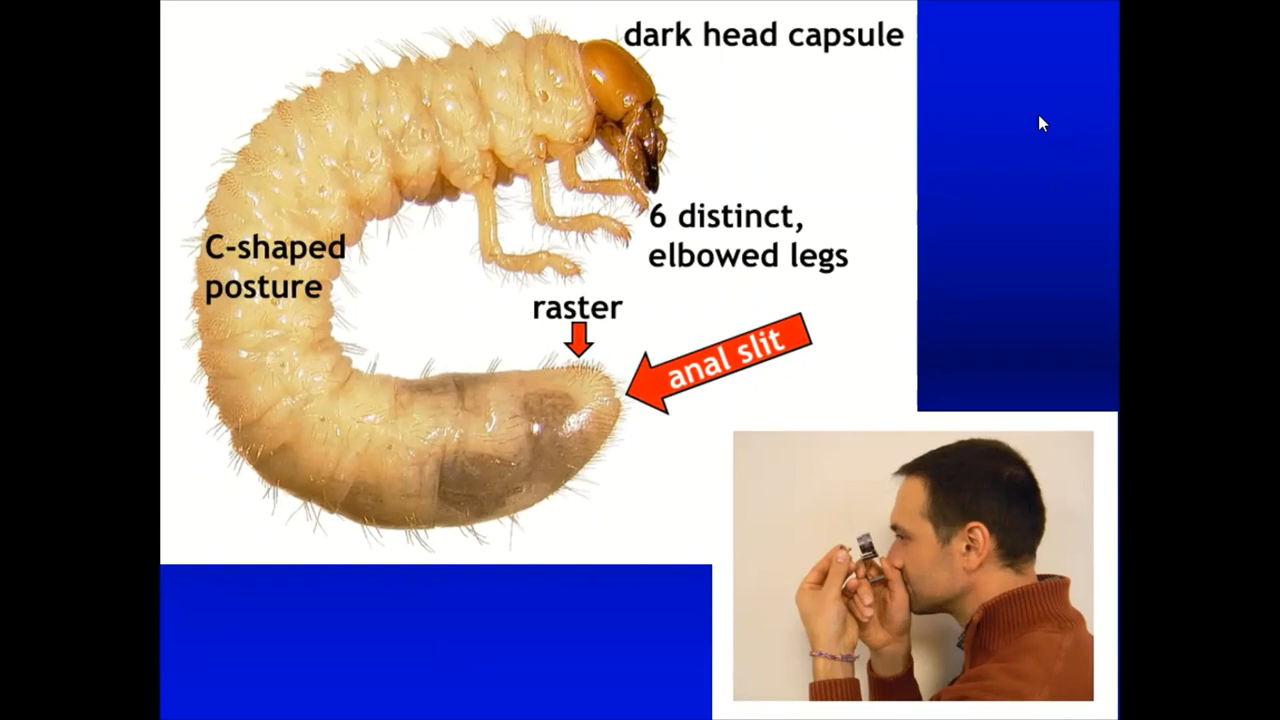 dark head capsule
6 distinct,
elbowed legs
C-shaped
posture
raster
anal slit